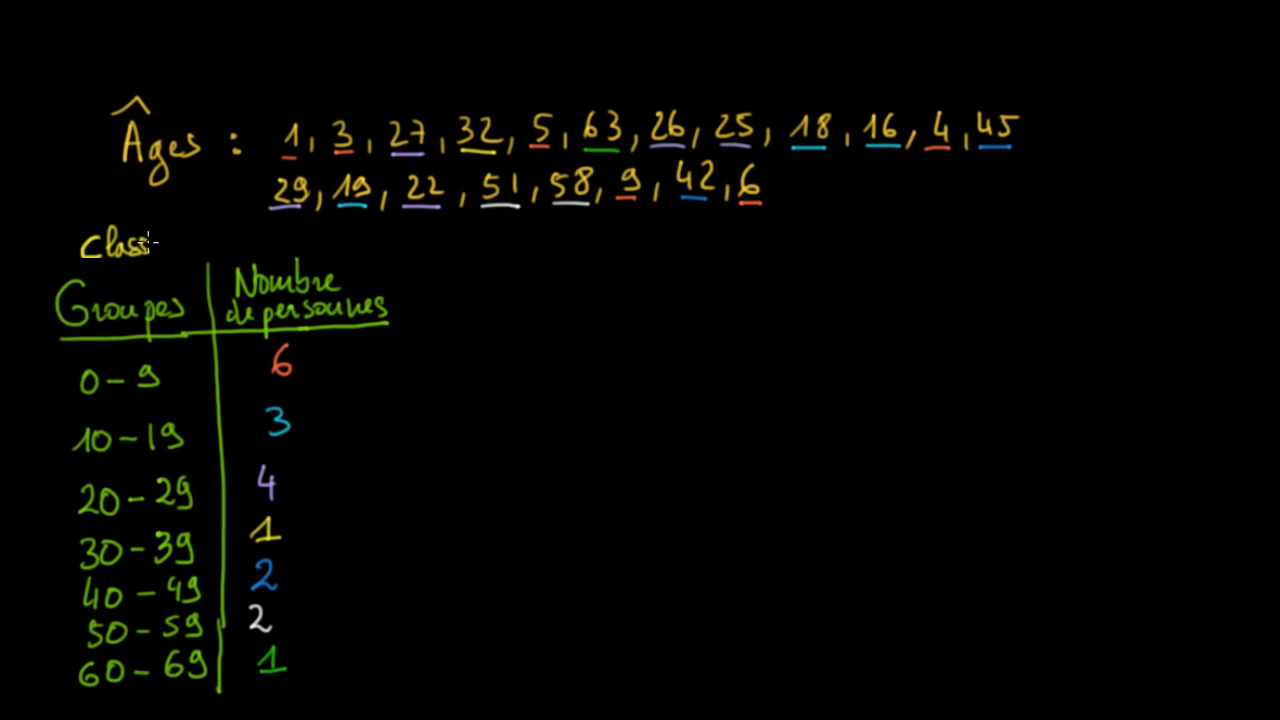 Âges : 1, 3, 27, 32, 5, 63, 26, 25, 18, 16, 4, 45
29, 19, 22, 51, 58, 9, 42, 6
Class
Groupes Nombre
de personnes
0-9 6
10-19 3
20-29 4
30-39 1
40-49 2
50-59 2
60-69 1